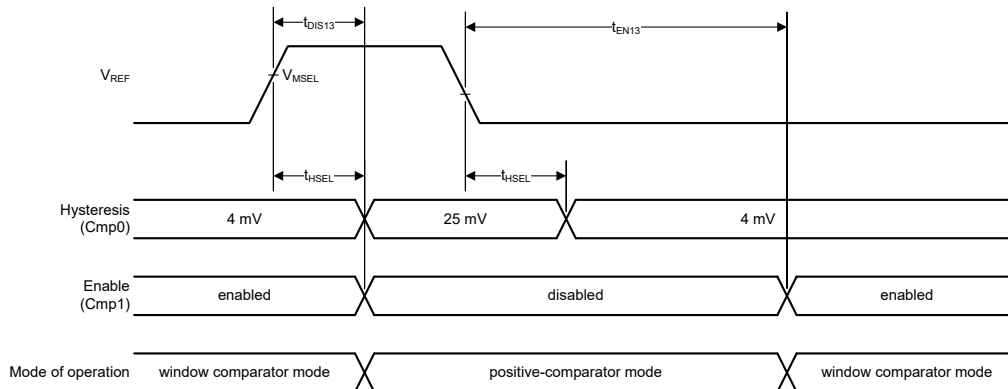 tDIS13
tEN13
VREF
VMSEL
tHSEL
tHSEL
Hysteresis
(Cmp0)
4 mV
25 mV
4 mV
Enable
(Cmp1)
enabled
disabled
enabled
Mode of operation
window comparator mode
positive-comparator mode
window comparator mode